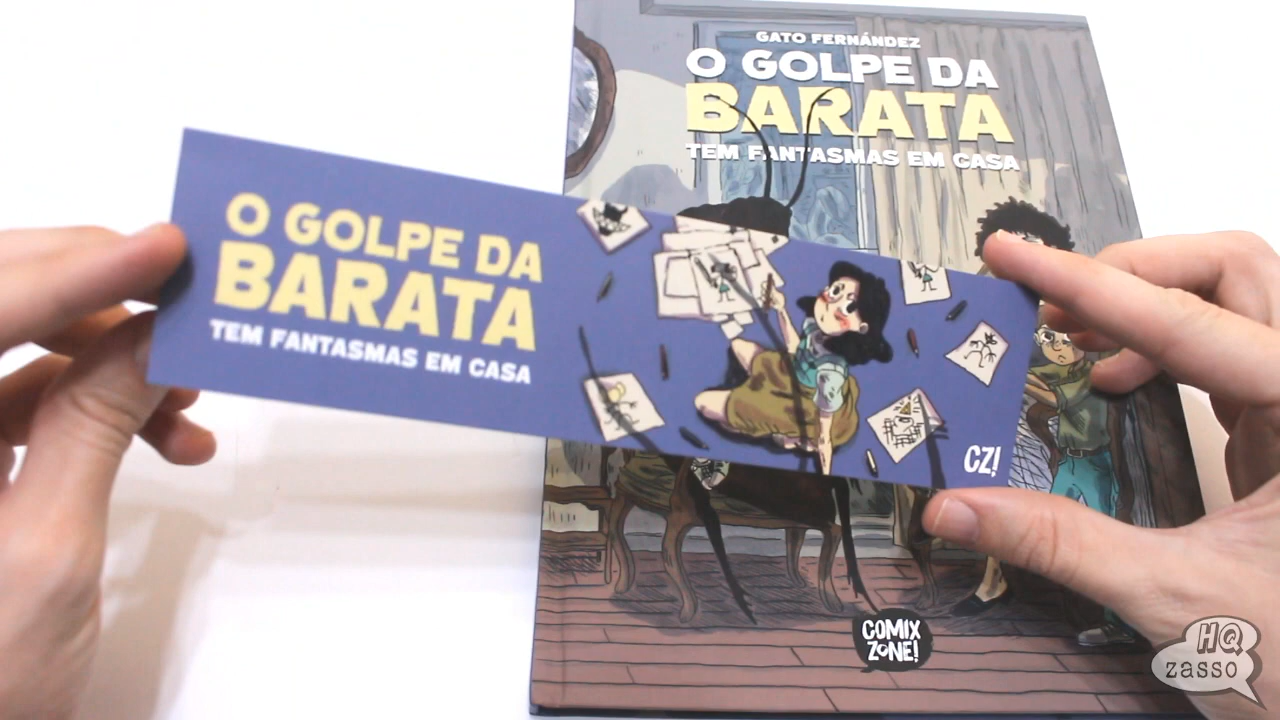 GATO FERNÁNDEZ
O GOLPE DA
BARATA
TEM FANTASMAS EM CASA
O GOLPE DA
BARATA
TEM FANTASMAS EM CASA
CZ!
COMIX
ZONE!
HQ
zasso